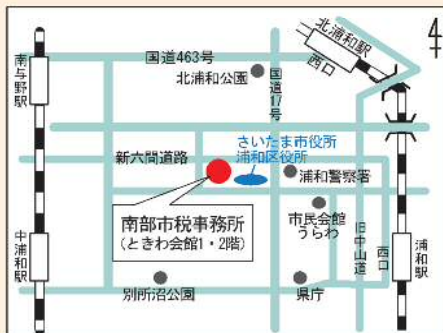 北浦和駅
西口
国道463号
北浦和公園
国道17号
南与野駅
さいたま市役所
浦和区役所
新六間道路
浦和警察署
南部市税事務所
(ときわ会館1・2階)
市民会館
うらわ
旧中山道
西口
浦和駅
中浦和駅
別所沼公園
県庁